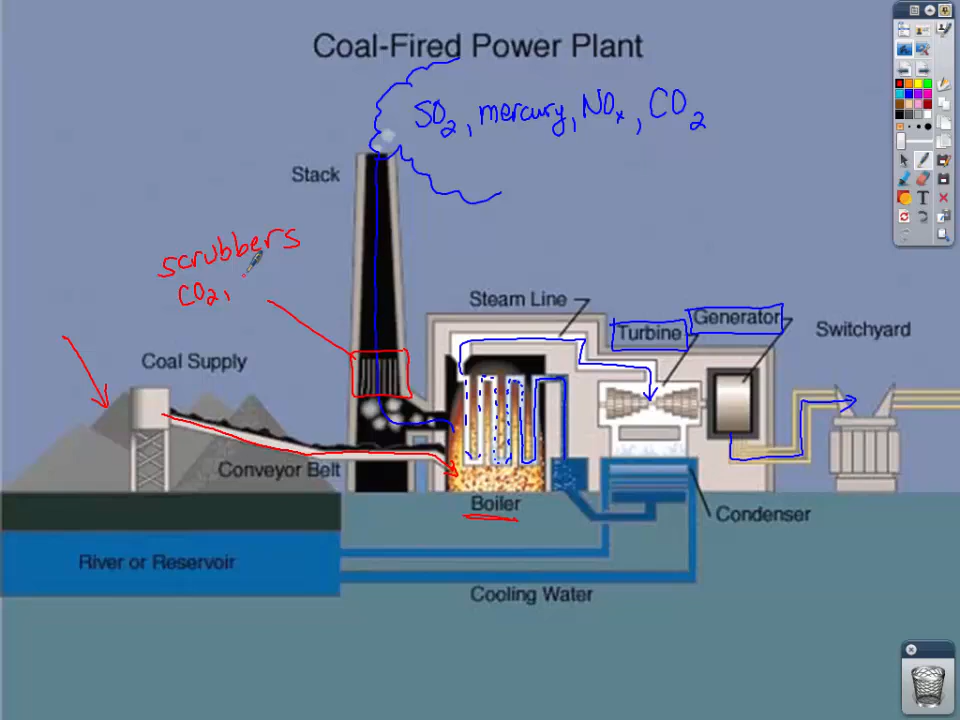 Coal-Fired Power Plant
SO₂, mercury, NOₓ, CO₂
Stack
scrubbers
CO₂,
Steam Line
Turbine
Generator
Switchyard
Coal Supply
Conveyor Belt
Boiler
Condenser
River or Reservoir
Cooling Water
T